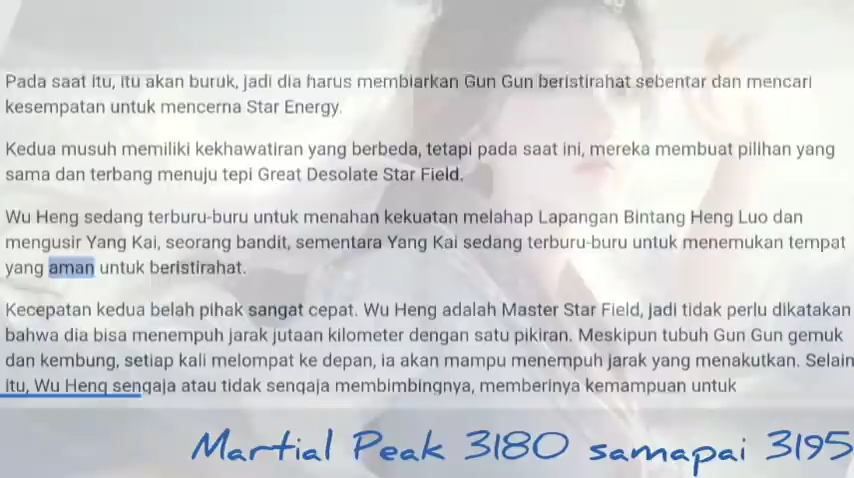 Pada saat itu, itu akan buruk, jadi dia harus membiarkan Gun Gun beristirahat sebentar dan mencari
kesempatan untuk mencerna Star Energy.
Kedua musuh memiliki kekhawatiran yang berbeda, tetapi pada saat ini, mereka membuat pilihan yang
sama dan terbang menuju tepi Great Desolate Star Field.
Wu Heng sedang terburu-buru untuk menahan kekuatan melahap Lapangan Bintang Heng Luo dan
mengusir Yang Kai, seorang bandit, sementara Yang Kai sedang terburu-buru untuk menemukan tempat
yang aman untuk beristirahat.
Kecepatan kedua belah pihak sangat cepat. Wu Heng adalah Master Star Field, jadi tidak perlu dikatakan
bahwa dia bisa menempuh jarak jutaan kilometer dengan satu pikiran. Meskipun tubuh Gun Gun gemuk
dan kembung, setiap kali melompat ke depan, ia akan mampu menempuh jarak yang menakutkan. Selain
itu, Wu Heng sengaja atau tidak sengaja membimbingnya, memberinya kemampuan untuk
Martial Peak 3180 samapai 3195